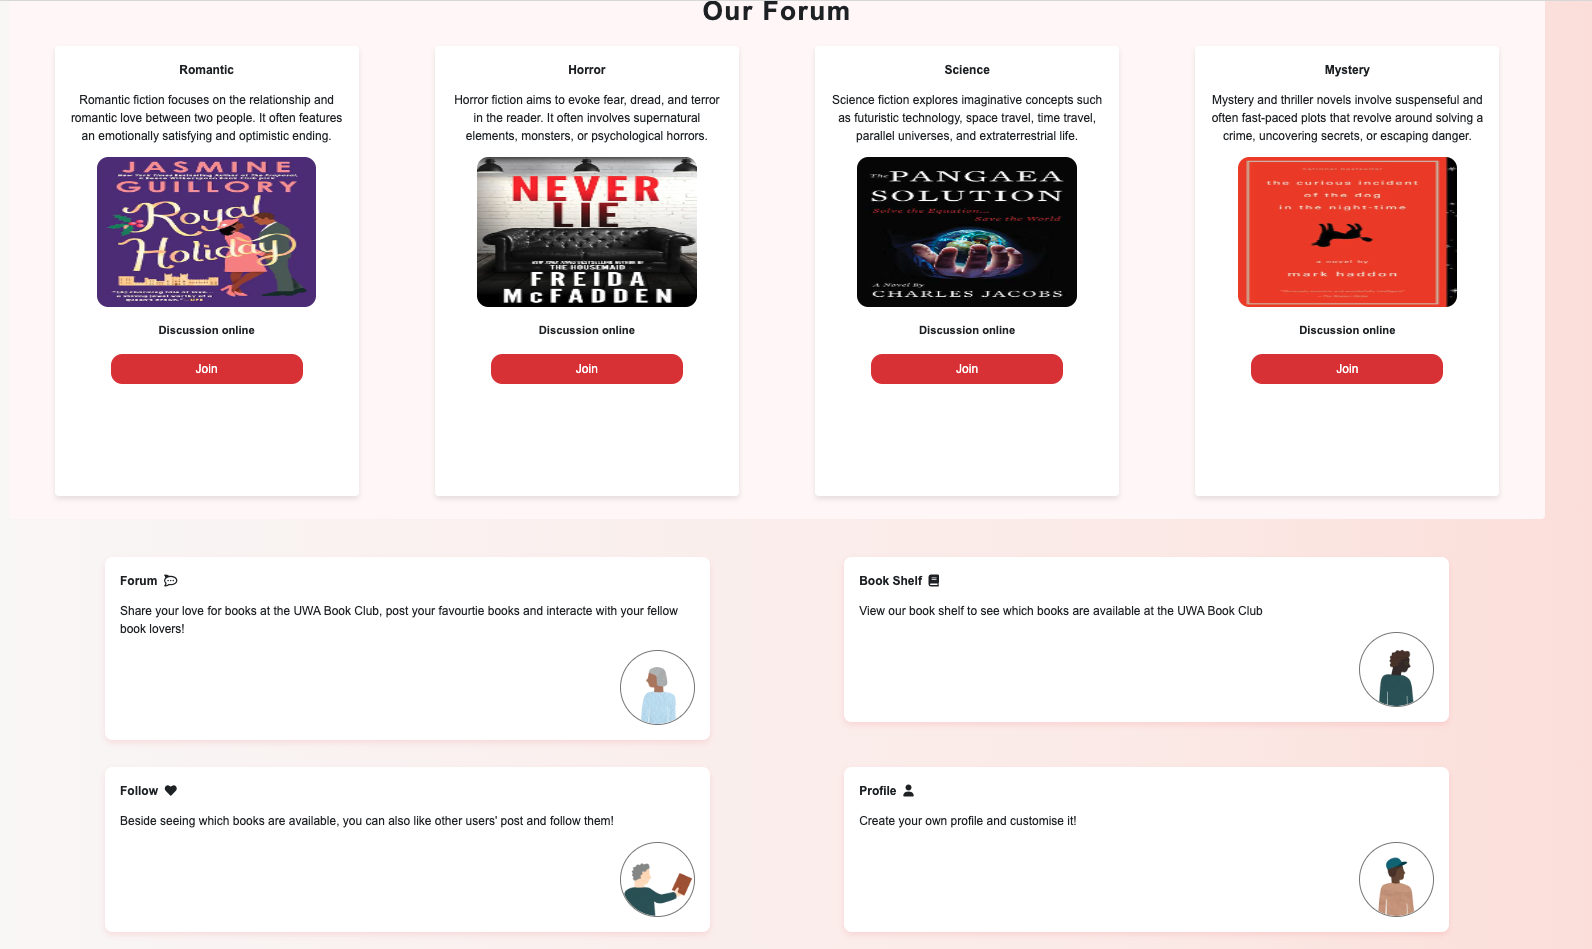 Our Forum
Romantic
Romantic fiction focuses on the relationship and
romantic love between two people. It often features
an emotionally satisfying and optimistic ending.
JASMINE
GUILLORY
Royal
Holiday
Discussion online
Join
Horror
Horror fiction aims to evoke fear, dread, and terror
in the reader. It often involves supernatural
elements, monsters, or psychological horrors.
NEVER
LIE
THE HOUSEMAID
FREIDA
McFADDEN
Discussion online
Join
Science
Science fiction explores imaginative concepts such
as futuristic technology, space travel, time travel,
parallel universes, and extraterrestrial life.
The PANGAEA
SOLUTION
Solve the Equation...
Save the World
A Novel By
CHARLES JACOBS
Discussion online
Join
Mystery
Mystery and thriller novels involve suspenseful and
often fast-paced plots that revolve around solving a
crime, uncovering secrets, or escaping danger.
the curious incident
of the dog
in the night-time
a novel by
mark haddon
Discussion online
Join
Forum
Share your love for books at the UWA Book Club, post your favourtie books and interacte with your fellow
book lovers!
Book Shelf
View our book shelf to see which books are available at the UWA Book Club
Follow
Beside seeing which books are available, you can also like other users' post and follow them!
Profile
Create your own profile and customise it!